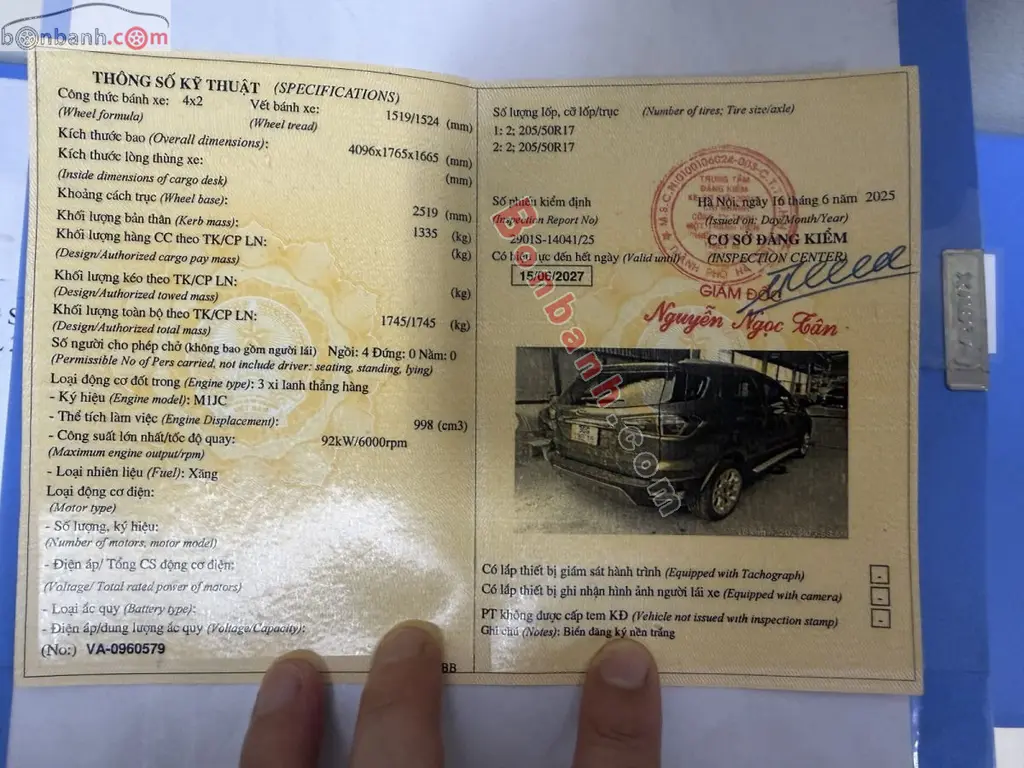 bonbanh.com
THÔNG SỐ KỸ THUẬT (SPECIFICATIONS)
Công thức bánh xe: 4x2 Vết bánh xe: 1519/1524 (mm)
(Wheel formula) (Wheel tread)
Kích thước bao (Overall dimensions): 4096x1765x1665 (mm)
Kích thước lòng thùng xe: (mm)
(Inside dimensions of cargo desk)
Khoảng cách trục (Wheel base): 2519 (mm)
Khối lượng bản thân (Kerb mass): 1335 (kg)
Khối lượng hàng CC theo TK/CP LN: (kg)
(Design/Authorized cargo pay mass)
Khối lượng kéo theo TK/CP LN: (kg)
(Design/Authorized towed mass)
Khối lượng toàn bộ theo TK/CP LN: 1745/1745 (kg)
(Design/Authorized total mass)
Số người cho phép chở (không bao gồm người lái) Ngồi: 4 Đứng: 0 Nằm: 0
(Permissible No of Pers carried, not include driver: seating, standing, lying)
Loại động cơ đốt trong (Engine type): 3 xi lanh thẳng hàng
- Ký hiệu (Engine model): M1JC
- Thể tích làm việc (Engine Displacement): 998 (cm3)
- Công suất lớn nhất/tốc độ quay: 92kW/6000rpm
(Maximum engine output/rpm)
- Loại nhiên liệu (Fuel): Xăng
Loại động cơ điện:
(Motor type)
- Số lượng, ký hiệu:
(Number of motors, motor model)
- Điện áp/ Tổng CS động cơ điện:
(Voltage/ Total rated power of motors)
- Loại ắc quy (Battery type):
- Điện áp/dung lượng ắc quy (Voltage/Capacity):
(No:) VA-0960579
BB
Số lượng lốp, cỡ lốp/trục (Number of tires; Tire size/axle)
1: 2; 205/50R17
2: 2; 205/50R17
Số phiếu kiểm định Hà Nội, ngày 16 tháng 6 năm 2025
(Inspection Report No) (Issued on: Day/Month/Year)
2901S-14041/25 CƠ SỞ ĐĂNG KIỂM
Có hiệu lực đến hết ngày (Valid until) (INSPECTION CENTER)
15/06/2027
GIÁM ĐỐC
Nguyễn Ngọc Tân
M.S.C.N:0100106024-003-C.T
TRUNG TÂM
ĐĂNG KIỂM
Bonbanh.com
Có lắp thiết bị giám sát hành trình (Equipped with Tachograph) -
Có lắp thiết bị ghi nhận hình ảnh người lái xe (Equipped with camera) -
PT không được cấp tem KĐ (Vehicle not issued with inspection stamp) -
Ghi chú (Notes): Biển đăng ký nền trắng